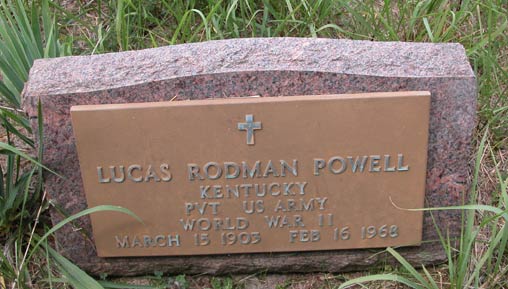 LUCAS RODMAN POWELL
KENTUCKY
PVT US ARMY
WORLD WAR II
MARCH 15 1903 FEB 16 1968